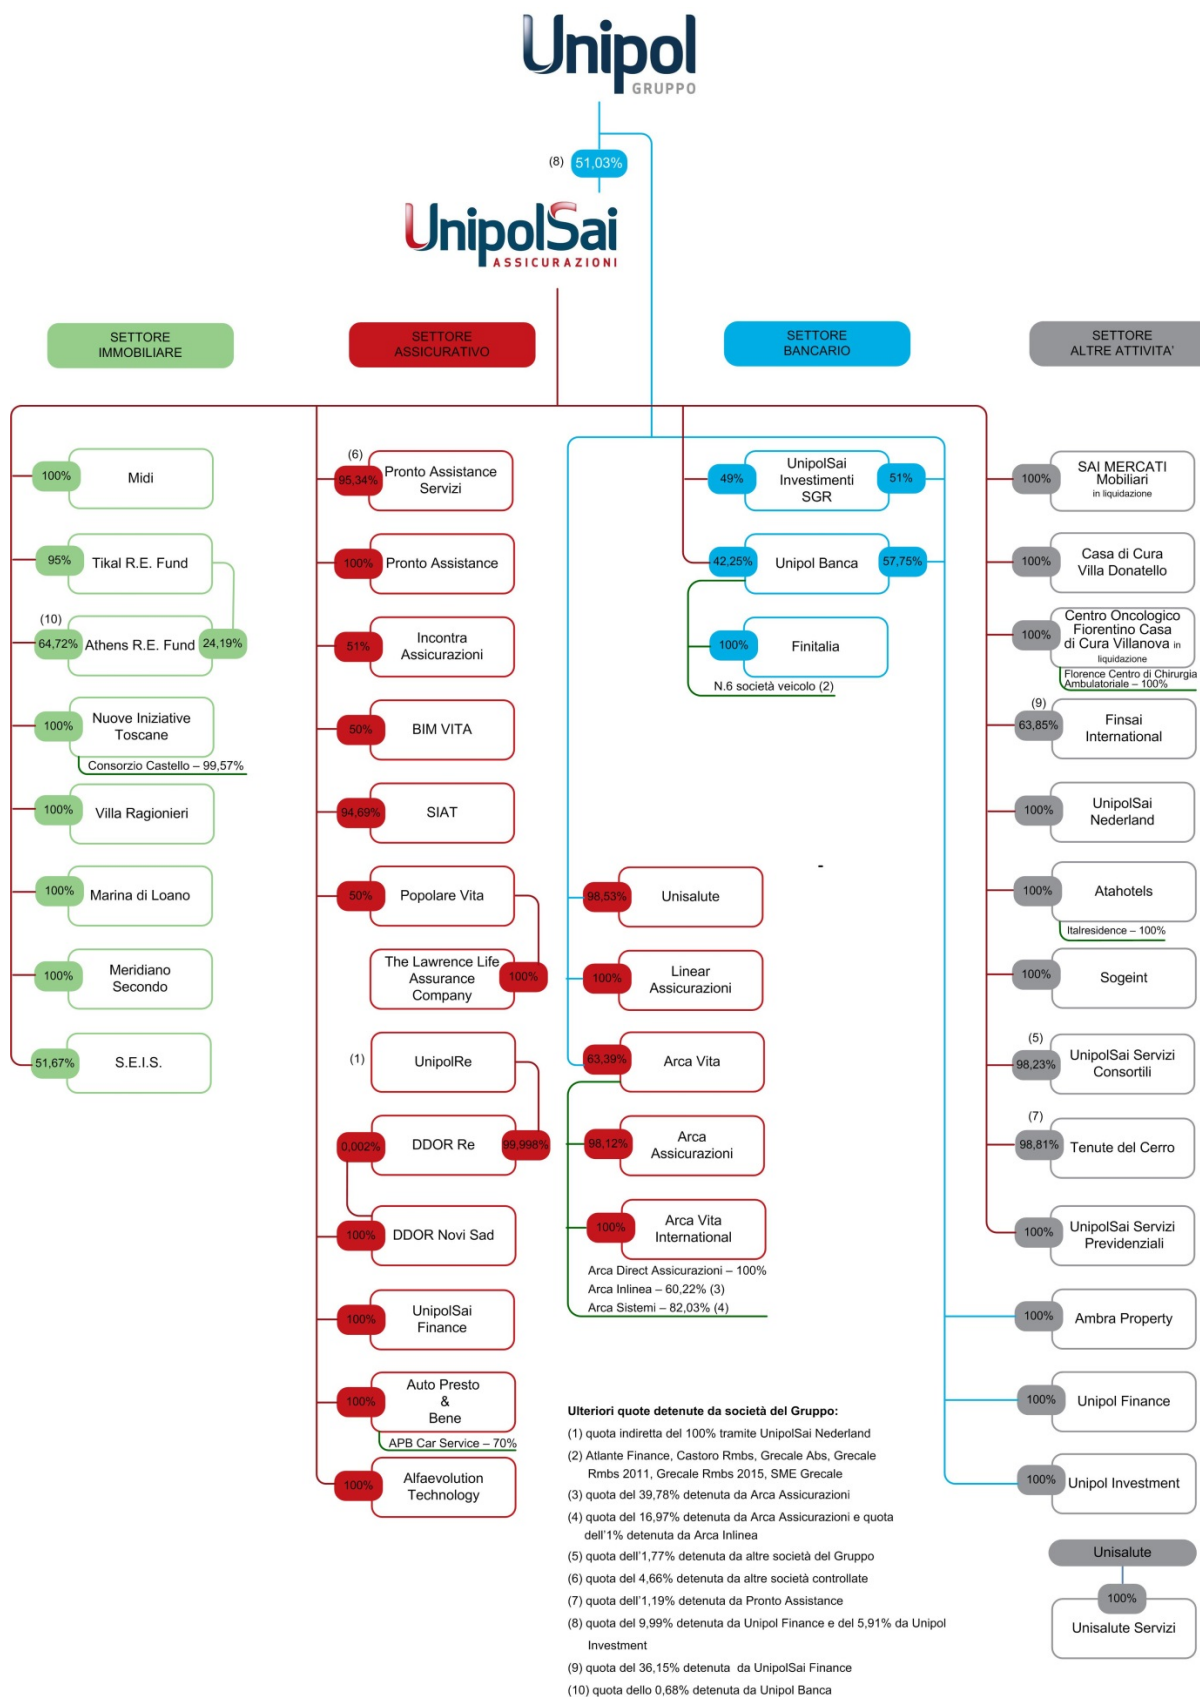 Unipol
GRUPPO
(8) 51,03%
UnipolSai
ASSICURAZIONI
SETTORE
IMMOBILIARE
SETTORE
ASSICURATIVO
SETTORE
BANCARIO
SETTORE
ALTRE ATTIVITA'
100% Midi
95% Tikal R.E. Fund
(10)
64,72% Athens R.E. Fund 24,19%
100% Nuove Iniziative
Toscane
Consorzio Castello – 99,57%
100% Villa Ragionieri
100% Marina di Loano
100% Meridiano
Secondo
51,67% S.E.I.S.
(6)
95,34% Pronto Assistance
Servizi
100% Pronto Assistance
51% Incontra
Assicurazioni
50% BIM VITA
94,69% SIAT
50% Popolare Vita
The Lawrence Life
Assurance
Company
100%
(1) UnipolRe
0,002% DDOR Re 99,998%
100% DDOR Novi Sad
100% UnipolSai
Finance
100% Auto Presto
&
Bene
APB Car Service – 70%
100% Alfaevolution
Technology
49% UnipolSai
Investimenti
SGR
51%
42,25% Unipol Banca 57,75%
100% Finitalia
N.6 società veicolo (2)
-
98,53% Unisalute
100% Linear
Assicurazioni
63,39% Arca Vita
98,12% Arca
Assicurazioni
100% Arca Vita
International
Arca Direct Assicurazioni – 100%
Arca Inlinea – 60,22% (3)
Arca Sistemi – 82,03% (4)
100% SAI MERCATI
Mobiliari
in liquidazione
100% Casa di Cura
Villa Donatello
100% Centro Oncologico
Fiorentino Casa
di Cura Villanova in
liquidazione
Florence Centro di Chirurgia
Ambulatoriale – 100%
(9)
63,85% Finsai
International
100% UnipolSai
Nederland
100% Atahotels
Italresidence – 100%
100% Sogeint
(5)
98,23% UnipolSai Servizi
Consortili
(7)
98,81% Tenute del Cerro
100% UnipolSai Servizi
Previdenziali
100% Ambra Property
100% Unipol Finance
100% Unipol Investment
Unisalute
100%
Unisalute Servizi
Ulteriori quote detenute da società del Gruppo:
(1) quota indiretta del 100% tramite UnipolSai Nederland
(2) Atlante Finance, Castoro Rmbs, Grecale Abs, Grecale
Rmbs 2011, Grecale Rmbs 2015, SME Grecale
(3) quota del 39,78% detenuta da Arca Assicurazioni
(4) quota del 16,97% detenuta da Arca Assicurazioni e quota
dell'1% detenuta da Arca Inlinea
(5) quota dell'1,77% detenuta da altre società del Gruppo
(6) quota del 4,66% detenuta da altre società controllate
(7) quota dell'1,19% detenuta da Pronto Assistance
(8) quota del 9,99% detenuta da Unipol Finance e del 5,91% da Unipol
Investment
(9) quota del 36,15% detenuta da UnipolSai Finance
(10) quota dello 0,68% detenuta da Unipol Banca